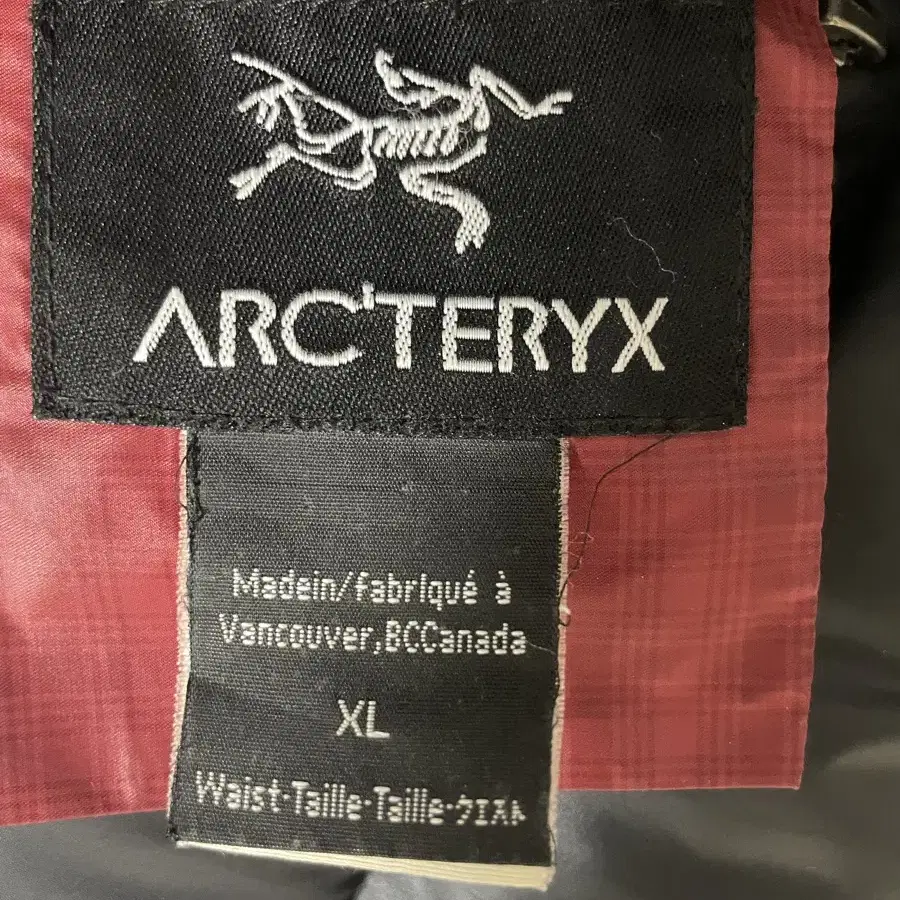 ARC'TERYX
Madein/fabriqué à
Vancouver,BCCanada
XL
Waist·Taille·Taille·ウエスト